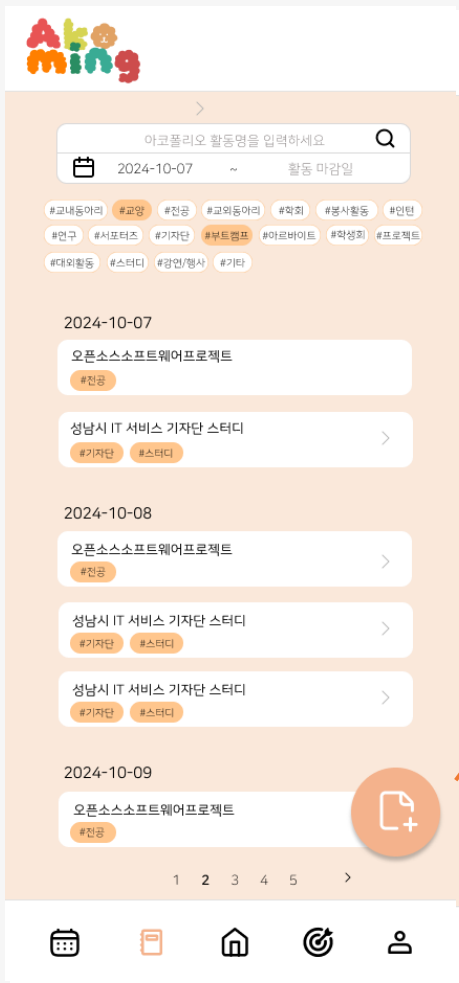 Ako
ming
아코폴리오 활동명을 입력하세요
2024-10-07 ~ 활동 마감일
#교내동아리 #교양 #전공 #교외동아리 #학회 #봉사활동 #인턴
#연구 #서포터즈 #기자단 #부트캠프 #아르바이트 #학생회 #프로젝트
#대외활동 #스터디 #강연/행사 #기타
2024-10-07
오픈소스소프트웨어프로젝트
#전공
성남시 IT 서비스 기자단 스터디
#기자단 #스터디
2024-10-08
오픈소스소프트웨어프로젝트
#전공
성남시 IT 서비스 기자단 스터디
#기자단 #스터디
성남시 IT 서비스 기자단 스터디
#기자단 #스터디
2024-10-09
오픈소스소프트웨어프로젝트
#전공
1 2 3 4 5 >